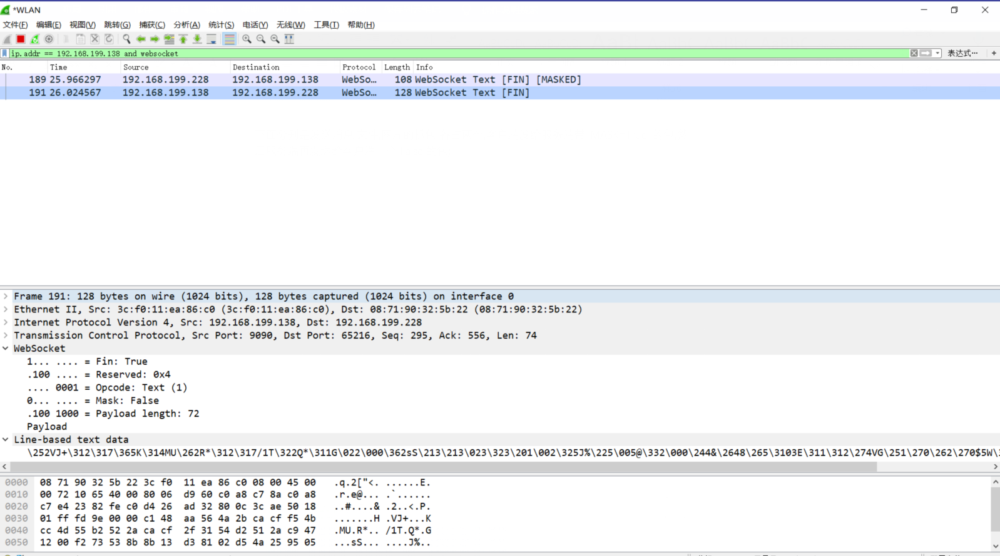 *WLAN
文件(F) 编辑(E) 视图(V) 跳转(G) 捕获(C) 分析(A) 统计(S) 电话(Y) 无线(W) 工具(T) 帮助(H)
ip.addr == 192.168.199.138 and websocket 表达式… +
No. Time Source Destination Protocol Length Info
189 25.966297 192.168.199.228 192.168.199.138 WebSo… 108 WebSocket Text [FIN] [MASKED]
191 26.024567 192.168.199.138 192.168.199.228 WebSo… 128 WebSocket Text [FIN]
Frame 191: 128 bytes on wire (1024 bits), 128 bytes captured (1024 bits) on interface 0
Ethernet II, Src: 3c:f0:11:ea:86:c0 (3c:f0:11:ea:86:c0), Dst: 08:71:90:32:5b:22 (08:71:90:32:5b:22)
Internet Protocol Version 4, Src: 192.168.199.138, Dst: 192.168.199.228
Transmission Control Protocol, Src Port: 9090, Dst Port: 65216, Seq: 295, Ack: 556, Len: 74
WebSocket
1... .... = Fin: True
.100 .... = Reserved: 0x4
.... 0001 = Opcode: Text (1)
0... .... = Mask: False
.100 1000 = Payload length: 72
Payload
Line-based text data
\252VJ+\312\317\365K\314MU\262R*\312\317/1T\322Q*\311G\022\000\362sS\213\213\023\323\201\002\325J%\225\005@\332\000\244&\2648\265\3103E\311\312\274VG\251\270\262\270$5W\
0000 08 71 90 32 5b 22 3c f0 11 ea 86 c0 08 00 45 00 .q.2["<. ......E.
0010 00 72 10 65 40 00 80 06 d9 60 c0 a8 c7 8a c0 a8 .r.e@... .`......
0020 c7 e4 23 82 fe c0 d4 26 ad 32 80 0c 3c ae 50 18 ..#....& .2..<.P.
0030 01 ff fd 9e 00 00 c1 48 aa 56 4a 2b ca cf f5 4b .......H .VJ+...K
0040 cc 4d 55 b2 52 2a ca cf 2f 31 54 d2 51 2a c9 47 .MU.R*.. /1T.Q*.G
0050 12 00 f2 73 53 8b 8b 13 d3 81 02 d5 4a 25 95 05 ...sS... ....J%..